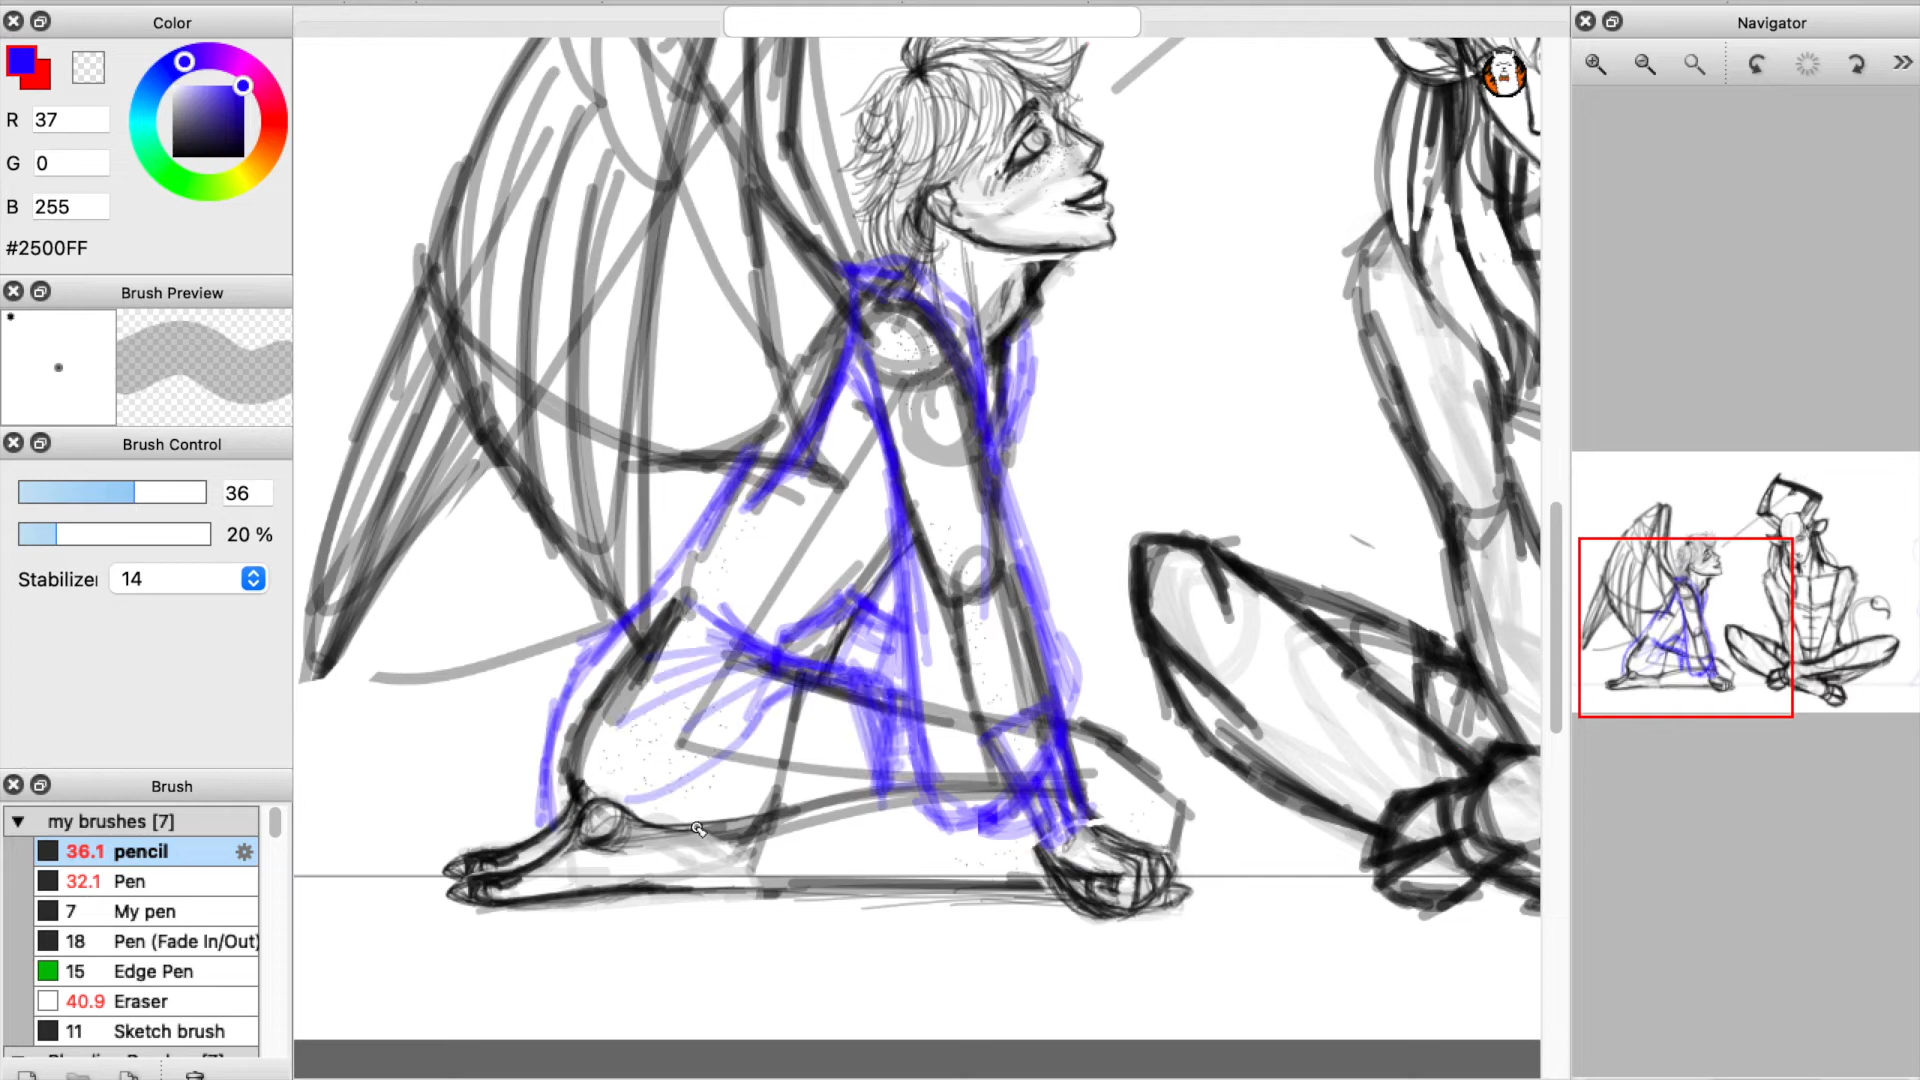 Color
R 37
G 0
B 255
#2500FF
Brush Preview
Brush Control
36
20 %
Stabilizer 14
Brush
my brushes [7]
36.1 pencil
32.1 Pen
7 My pen
18 Pen (Fade In/Out)
15 Edge Pen
40.9 Eraser
11 Sketch brush
Navigator